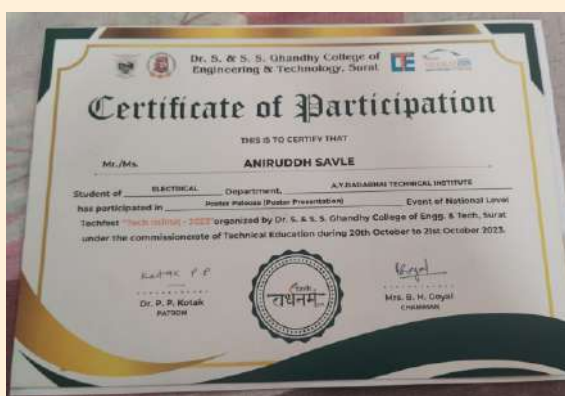 Dr. S. & S. S. Ghandhy College of
Engineering & Technology, Surat
Certificate of Participation
THIS IS TO CERTIFY THAT
Mr./Ms. ANIRUDDH SAVLE
Student of ELECTRICAL Department, A.Y.DADABHAI TECHNICAL INSTITUTE
has participated in Poster Palooza (Poster Presentation) Event of National Level
Techfest 2023" organized by Dr. S. & S. S. Ghandhy College of Engg. & Tech, Surat
under the commissionerate of Technical Education during 20th October to 21st October 2023.
Kotak P P
Dr. P. P. Kotak
PATRON
Mrs. B. H. Goyal
CHAIRMAN